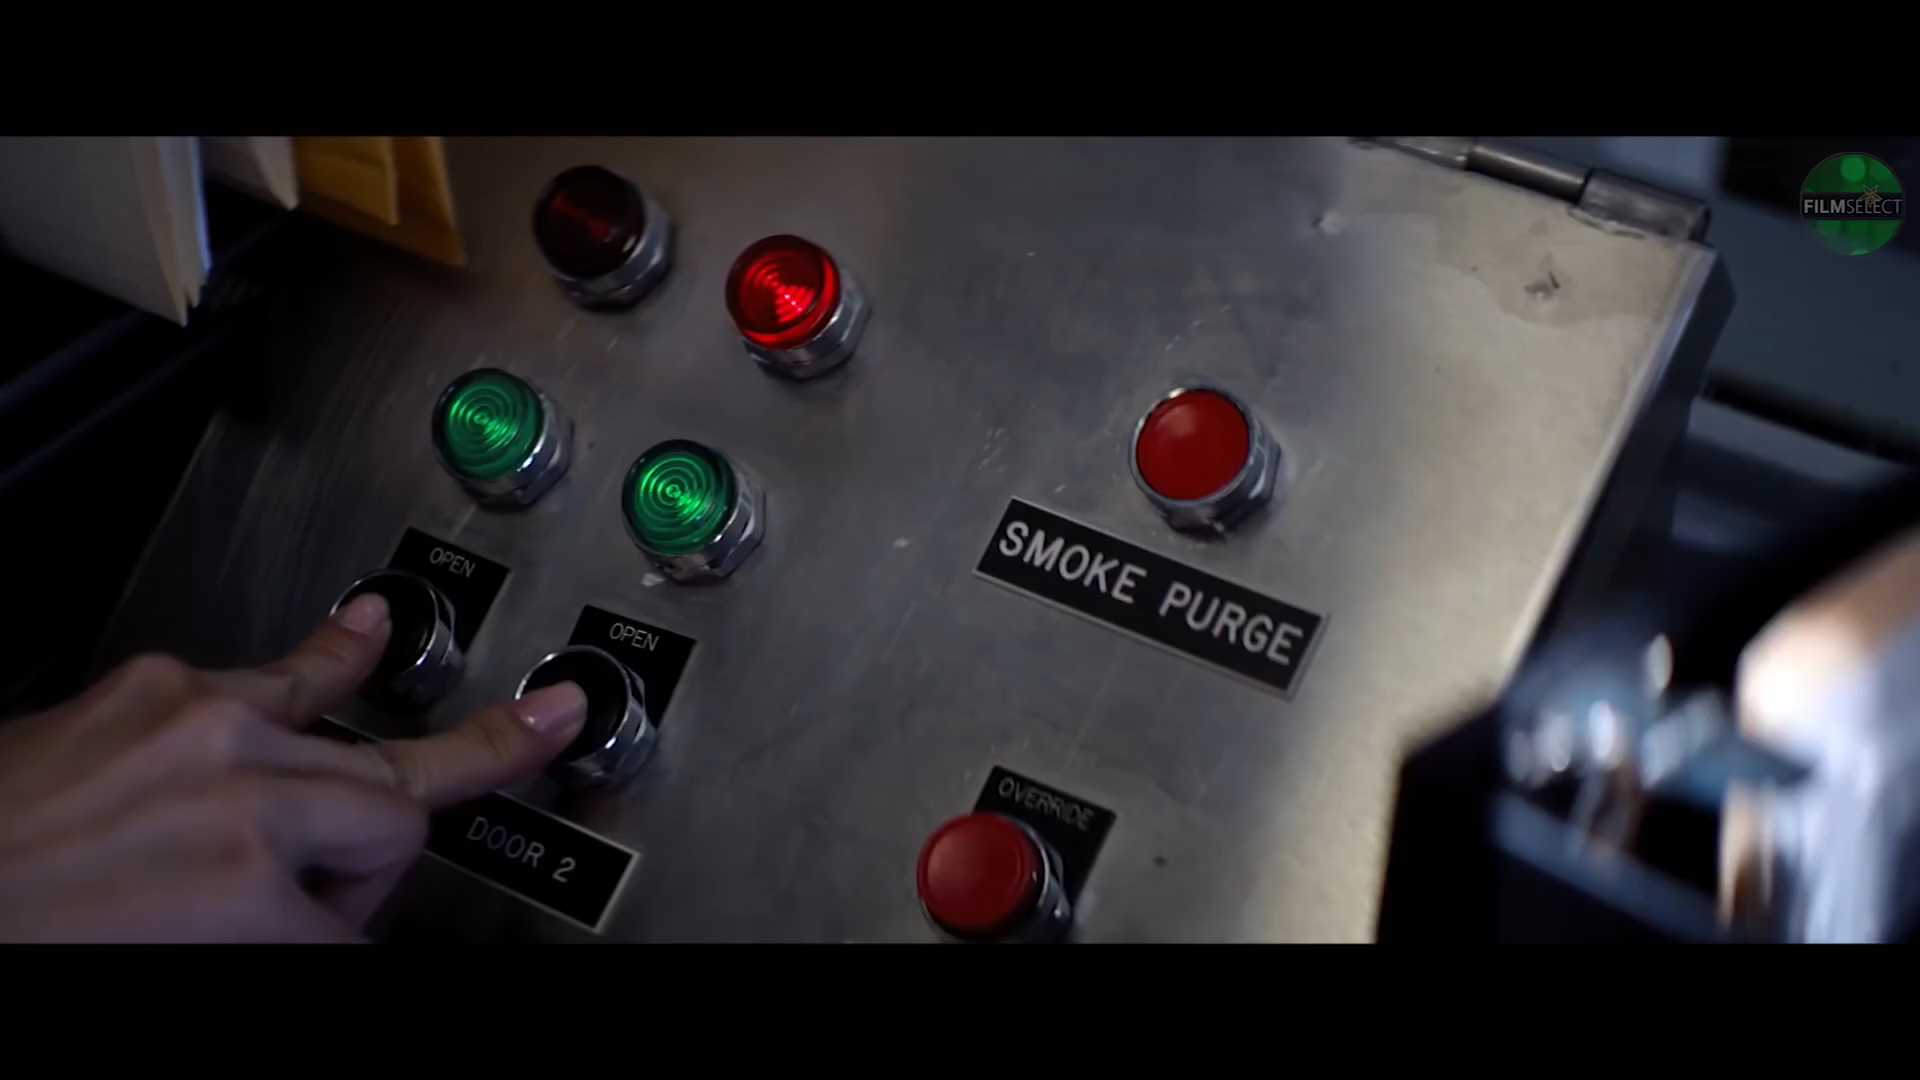 FILMSELECT
OPEN
OPEN
SMOKE PURGE
OVERRIDE
DOOR 2